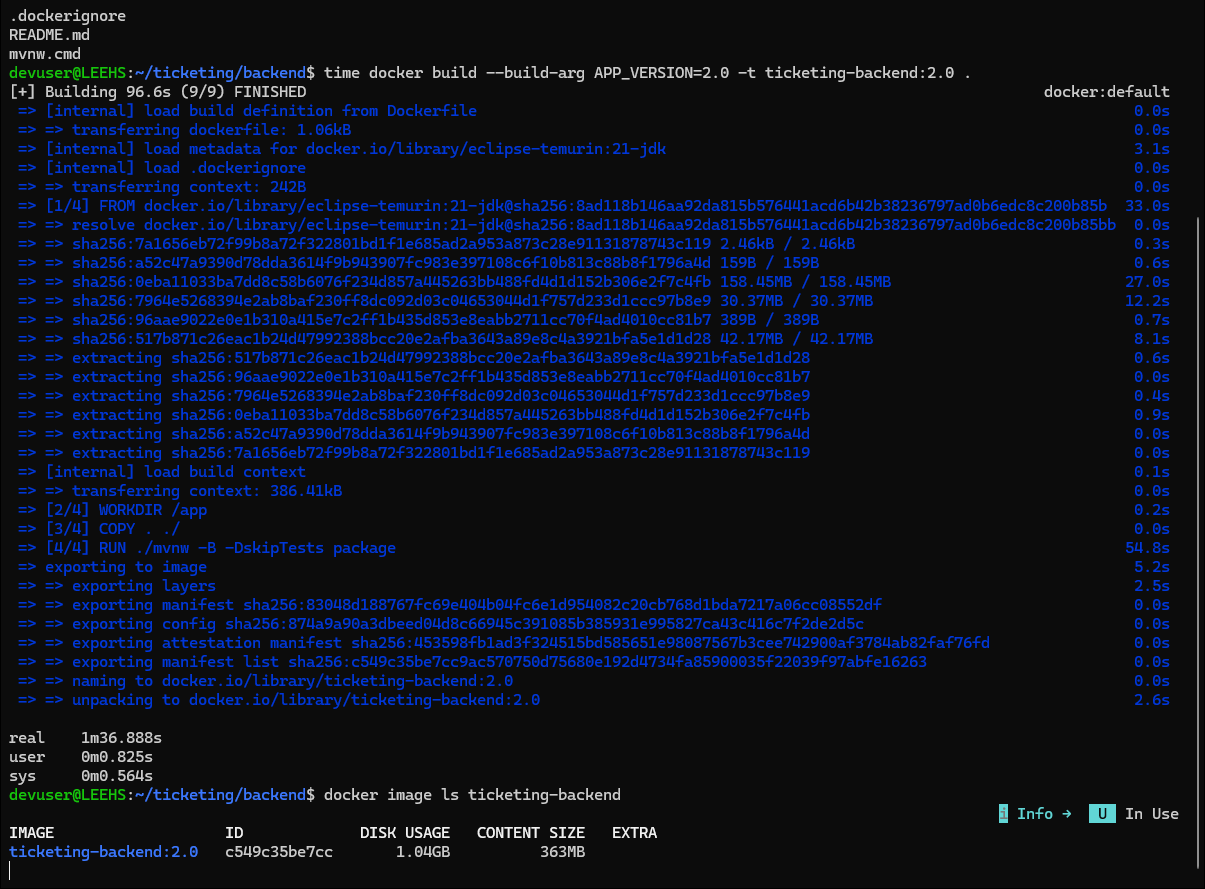 .dockerignore
README.md
mvnw.cmd
devuser@LEEHS:~/ticketing/backend$ time docker build --build-arg APP_VERSION=2.0 -t ticketing-backend:2.0 .
[+] Building 96.6s (9/9) FINISHED docker:default
=> [internal] load build definition from Dockerfile 0.0s
=> => transferring dockerfile: 1.06kB 0.0s
=> [internal] load metadata for docker.io/library/eclipse-temurin:21-jdk 3.1s
=> [internal] load .dockerignore 0.0s
=> => transferring context: 242B 0.0s
=> [1/4] FROM docker.io/library/eclipse-temurin:21-jdk@sha256:8ad118b146aa92da815b576441acd6b42b38236797ad0b6edc8c200b85b 33.0s
=> => resolve docker.io/library/eclipse-temurin:21-jdk@sha256:8ad118b146aa92da815b576441acd6b42b38236797ad0b6edc8c200b85bb 0.0s
=> => sha256:7a1656eb72f99b8a72f322801bd1f1e685ad2a953a873c28e91131878743c119 2.46kB / 2.46kB 0.3s
=> => sha256:a52c47a9390d78dda3614f9b943907fc983e397108c6f10b813c88b8f1796a4d 159B / 159B 0.6s
=> => sha256:0eba11033ba7dd8c58b6076f234d857a445263bb488fd4d1d152b306e2f7c4fb 158.45MB / 158.45MB 27.0s
=> => sha256:7964e5268394e2ab8baf230ff8dc092d03c04653044d1f757d233d1ccc97b8e9 30.37MB / 30.37MB 12.2s
=> => sha256:96aae9022e0e1b310a415e7c2ff1b435d853e8eabb2711cc70f4ad4010cc81b7 389B / 389B 0.7s
=> => sha256:517b871c26eac1b24d47992388bcc20e2afba3643a89e8c4a3921bfa5e1d1d28 42.17MB / 42.17MB 8.1s
=> => extracting sha256:517b871c26eac1b24d47992388bcc20e2afba3643a89e8c4a3921bfa5e1d1d28 0.6s
=> => extracting sha256:96aae9022e0e1b310a415e7c2ff1b435d853e8eabb2711cc70f4ad4010cc81b7 0.0s
=> => extracting sha256:7964e5268394e2ab8baf230ff8dc092d03c04653044d1f757d233d1ccc97b8e9 0.4s
=> => extracting sha256:0eba11033ba7dd8c58b6076f234d857a445263bb488fd4d1d152b306e2f7c4fb 0.9s
=> => extracting sha256:a52c47a9390d78dda3614f9b943907fc983e397108c6f10b813c88b8f1796a4d 0.0s
=> => extracting sha256:7a1656eb72f99b8a72f322801bd1f1e685ad2a953a873c28e91131878743c119 0.0s
=> [internal] load build context 0.1s
=> => transferring context: 386.41kB 0.0s
=> [2/4] WORKDIR /app 0.2s
=> [3/4] COPY . ./ 0.0s
=> [4/4] RUN ./mvnw -B -DskipTests package 54.8s
=> exporting to image 5.2s
=> => exporting layers 2.5s
=> => exporting manifest sha256:83048d188767fc69e404b04fc6e1d954082c20cb768d1bda7217a06cc08552df 0.0s
=> => exporting config sha256:874a9a90a3dbeed04d8c66945c391085b385931e995827ca43c416c7f2de2d5c 0.0s
=> => exporting attestation manifest sha256:453598fb1ad3f324515bd585651e98087567b3cee742900af3784ab82faf76fd 0.0s
=> => exporting manifest list sha256:c549c35be7cc9ac570750d75680e192d4734fa85900035f22039f97abfe16263 0.0s
=> => naming to docker.io/library/ticketing-backend:2.0 0.0s
=> => unpacking to docker.io/library/ticketing-backend:2.0 2.6s
real 1m36.888s
user 0m0.825s
sys 0m0.564s
devuser@LEEHS:~/ticketing/backend$ docker image ls ticketing-backend
i Info → U In Use
IMAGE ID DISK USAGE CONTENT SIZE EXTRA
ticketing-backend:2.0 c549c35be7cc 1.04GB 363MB